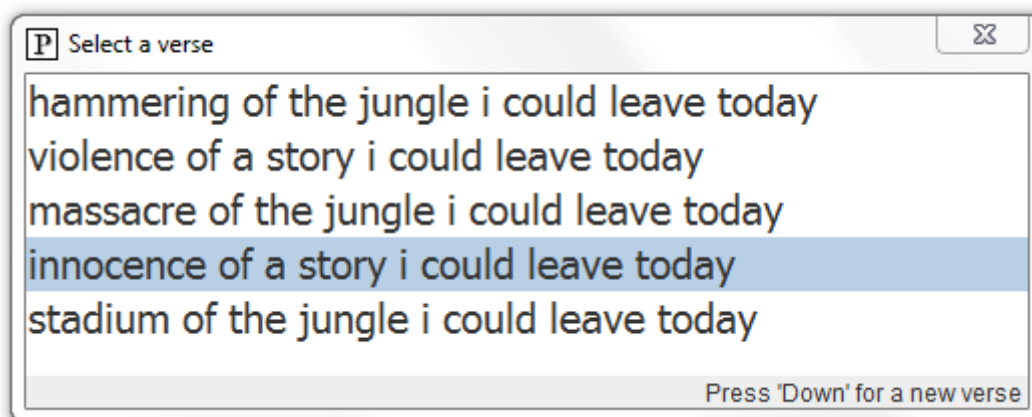 P Select a verse
hammering of the jungle i could leave today
violence of a story i could leave today
massacre of the jungle i could leave today
innocence of a story i could leave today
stadium of the jungle i could leave today
Press 'Down' for a new verse